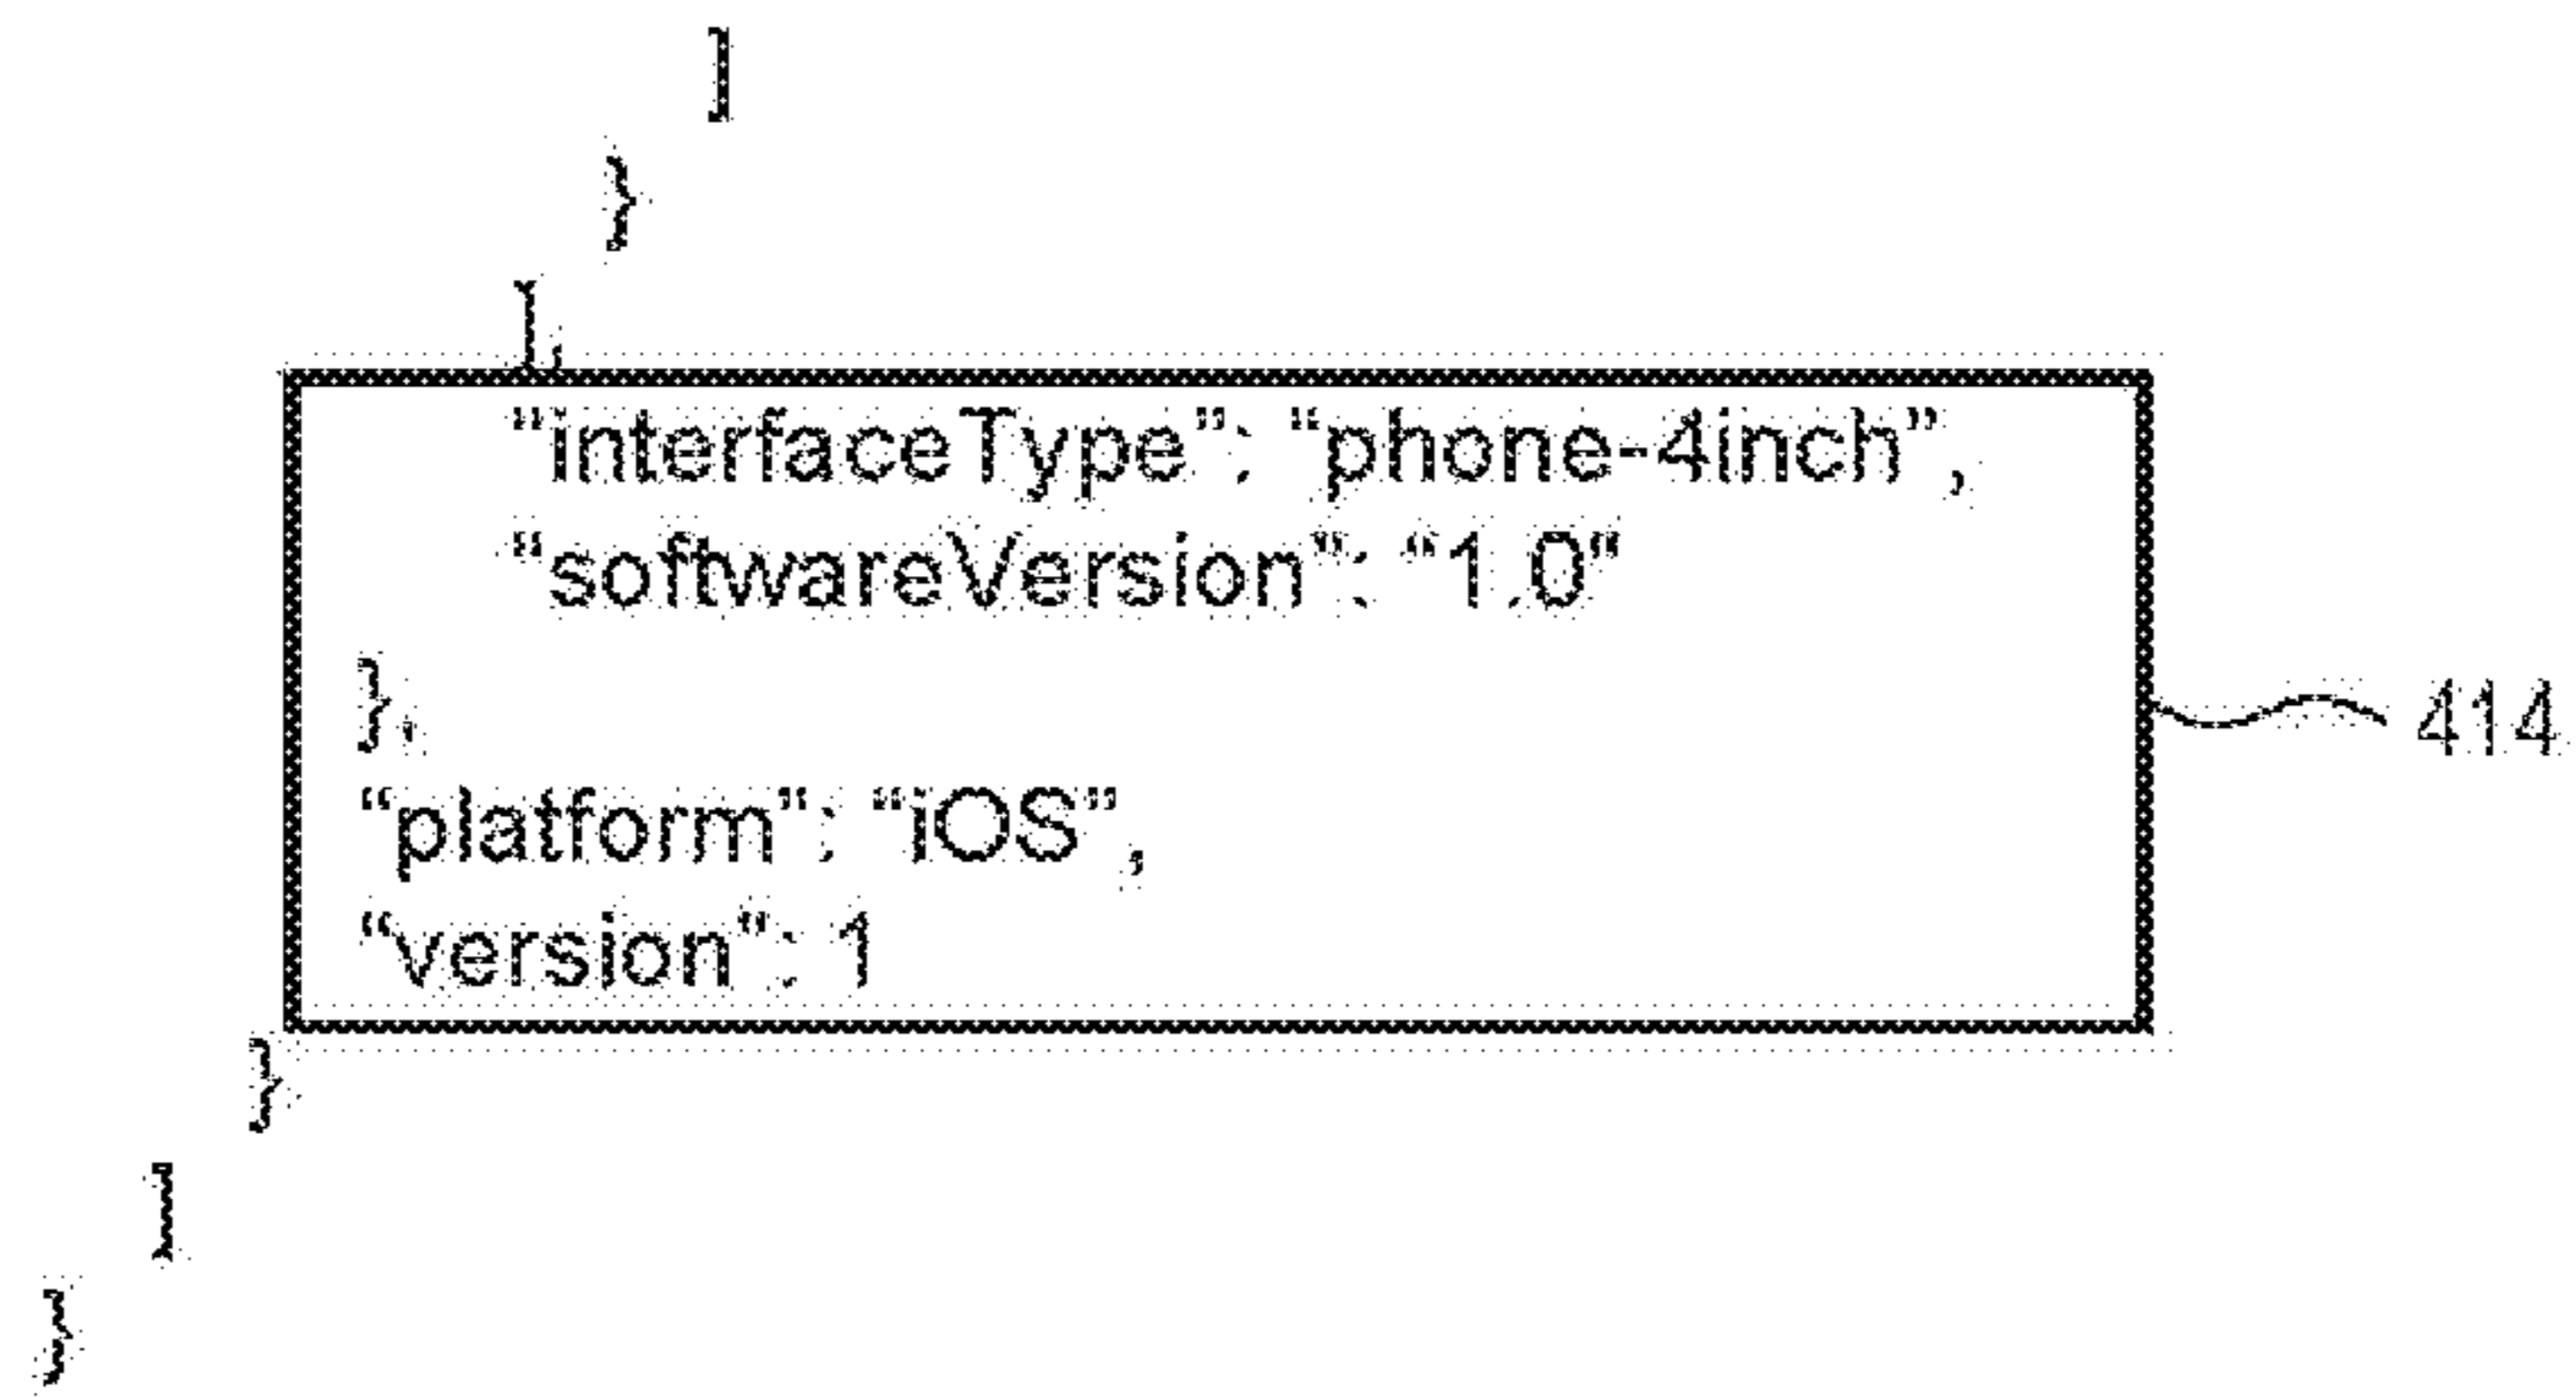 ]
}
],
“interfaceType”: “phone-4inch”,
“softwareVersion”: “1.0”
},
“platform”: “iOS”,
“version”: 1
414
}
]
}